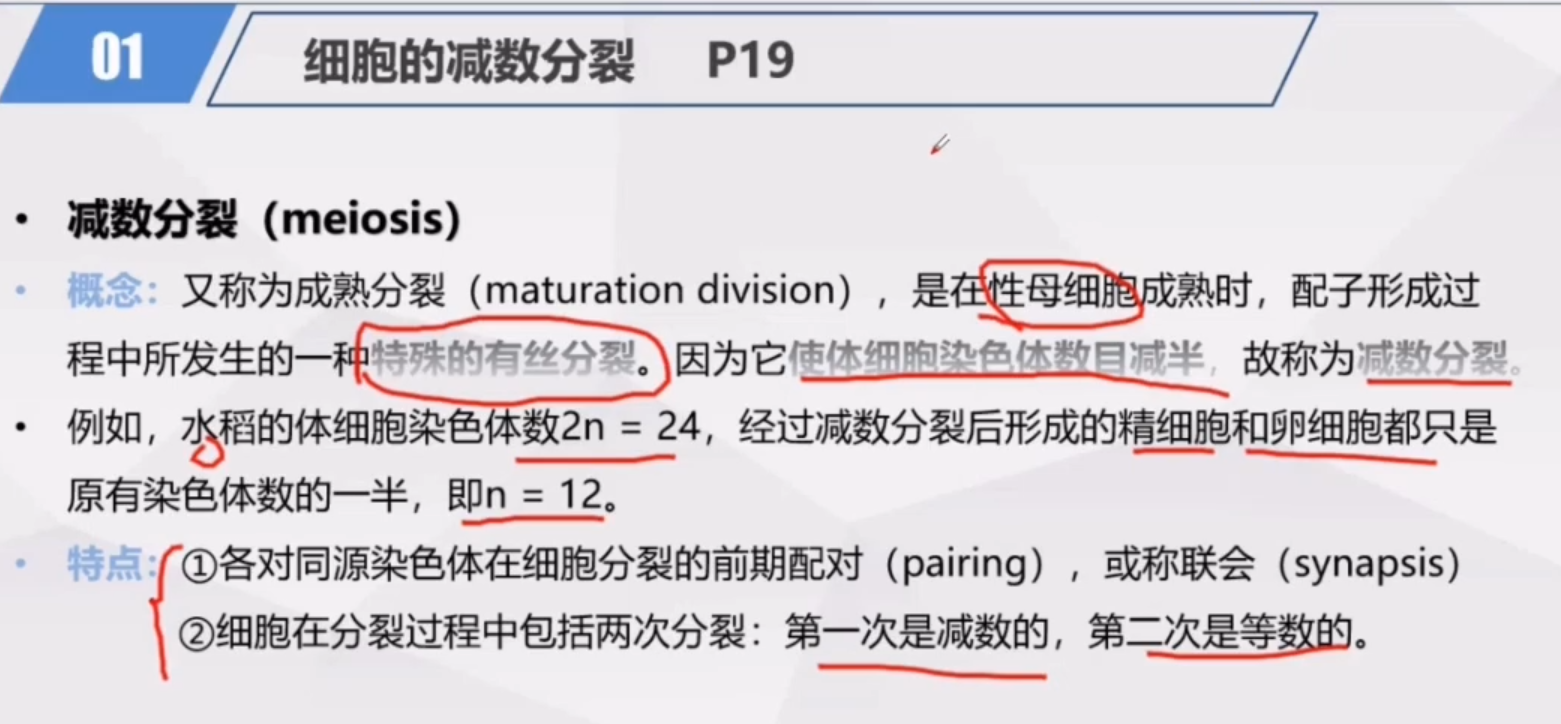 01 细胞的减数分裂 P19
• 减数分裂（meiosis）
• 概念：又称为成熟分裂（maturation division），是在性母细胞成熟时，配子形成过
程中所发生的一种特殊的有丝分裂。因为它使体细胞染色体数目减半，故称为减数分裂。
• 例如，水稻的体细胞染色体数2n = 24，经过减数分裂后形成的精细胞和卵细胞都只是
原有染色体数的一半，即n = 12。
• 特点：①各对同源染色体在细胞分裂的前期配对（pairing），或称联会（synapsis）
②细胞在分裂过程中包括两次分裂：第一次是减数的，第二次是等数的。